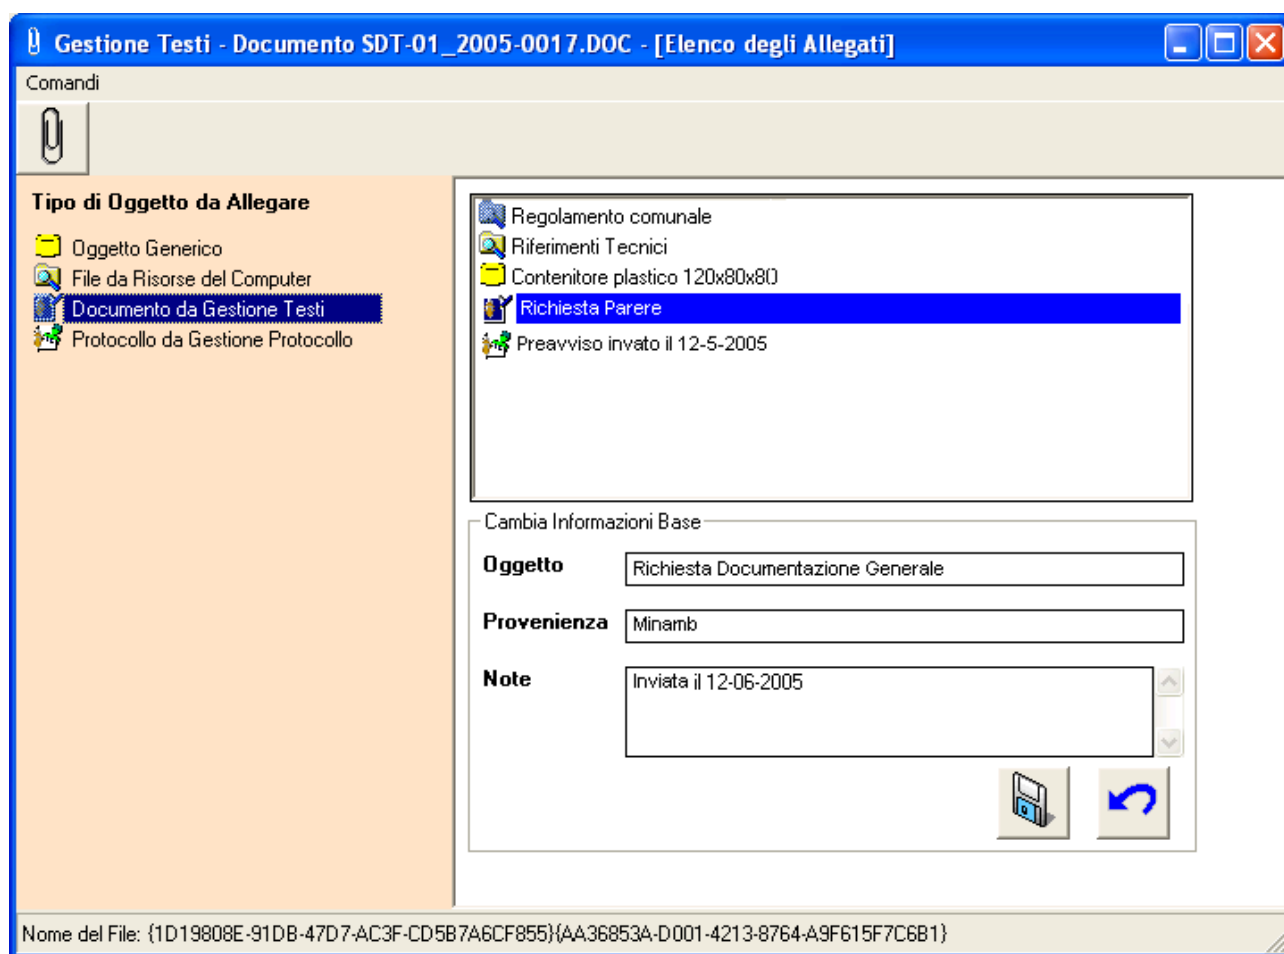 Gestione Testi - Documento SDT-01_2005-0017.DOC - [Elenco degli Allegati]
Comandi
Tipo di Oggetto da Allegare
Oggetto Generico
File da Risorse del Computer
Documento da Gestione Testi
Protocollo da Gestione Protocollo
Regolamento comunale
Riferimenti Tecnici
Contenitore plastico 120x80x80
Richiesta Parere
Preavviso invato il 12-5-2005
Cambia Informazioni Base
Oggetto Richiesta Documentazione Generale
Provenienza Minamb
Note Inviata il 12-06-2005
Nome del File: {1D19808E-91DB-47D7-AC3F-CD5B7A6CF855}{AA36853A-D001-4213-8764-A9F615F7C6B1}